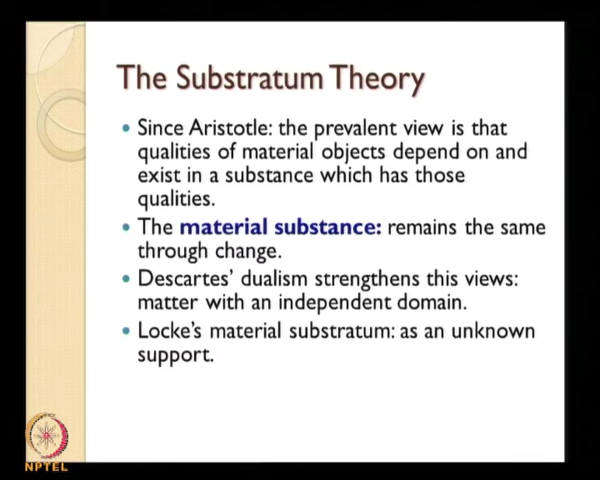 The Substratum Theory
• Since Aristotle: the prevalent view is that
qualities of material objects depend on and
exist in a substance which has those
qualities.
• The material substance: remains the same
through change.
• Descartes' dualism strengthens this views:
matter with an independent domain.
• Locke's material substratum: as an unknown
support.
NPTEL